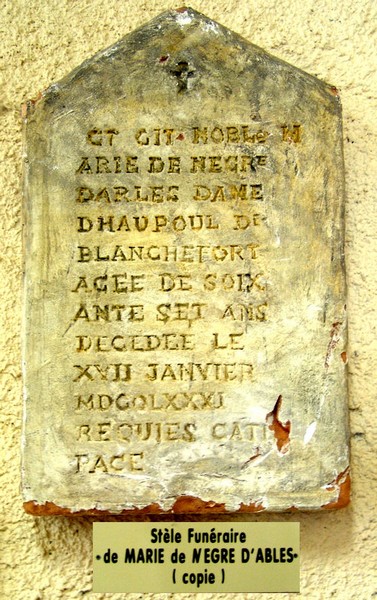 CT GIT NOBLe M
ARIE DE NEGRe
DARLES DAME
DHAUPOUL De
BLANCHEFORT
AGEE DE SOIX
ANTE SET ANS
DECEDEE LE
XVII JANVIER
MDCOLXXXI
REQUIES CATIN
PACE
Stèle Funéraire
•de MARIE de NEGRE D'ABLES•
( copie )